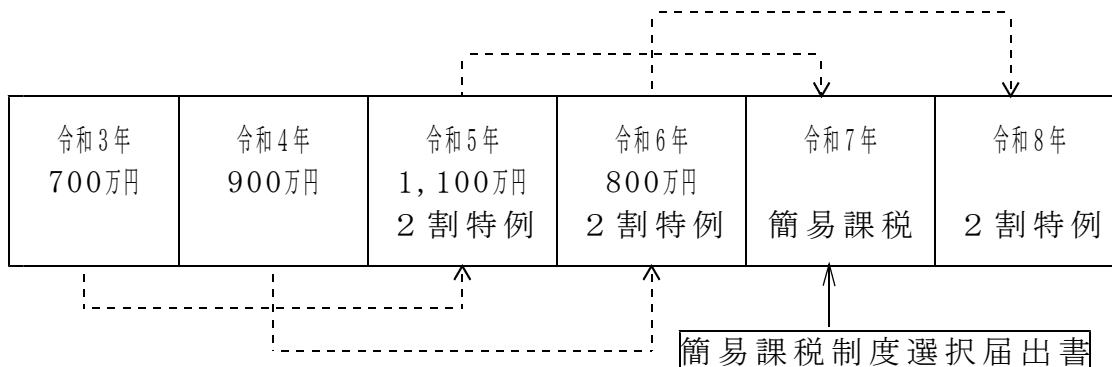 令和3年
700万円
令和4年
900万円
令和5年
1,100万円
2割特例
令和6年
800万円
2割特例
令和7年
簡易課税
令和8年
2割特例
簡易課税制度選択届出書